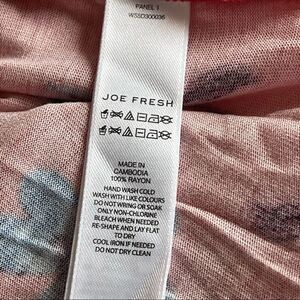 PANEL 1
WSSD300036
JOE FRESH
MADE IN
CAMBODIA
100% RAYON
HAND WASH COLD
WASH WITH LIKE COLOURS
DO NOT WRING OR SOAK
ONLY NON-CHLORINE
BLEACH WHEN NEEDED
RE-SHAPE AND LAY FLAT
TO DRY
COOL IRON IF NEEDED
DO NOT DRY CLEAN